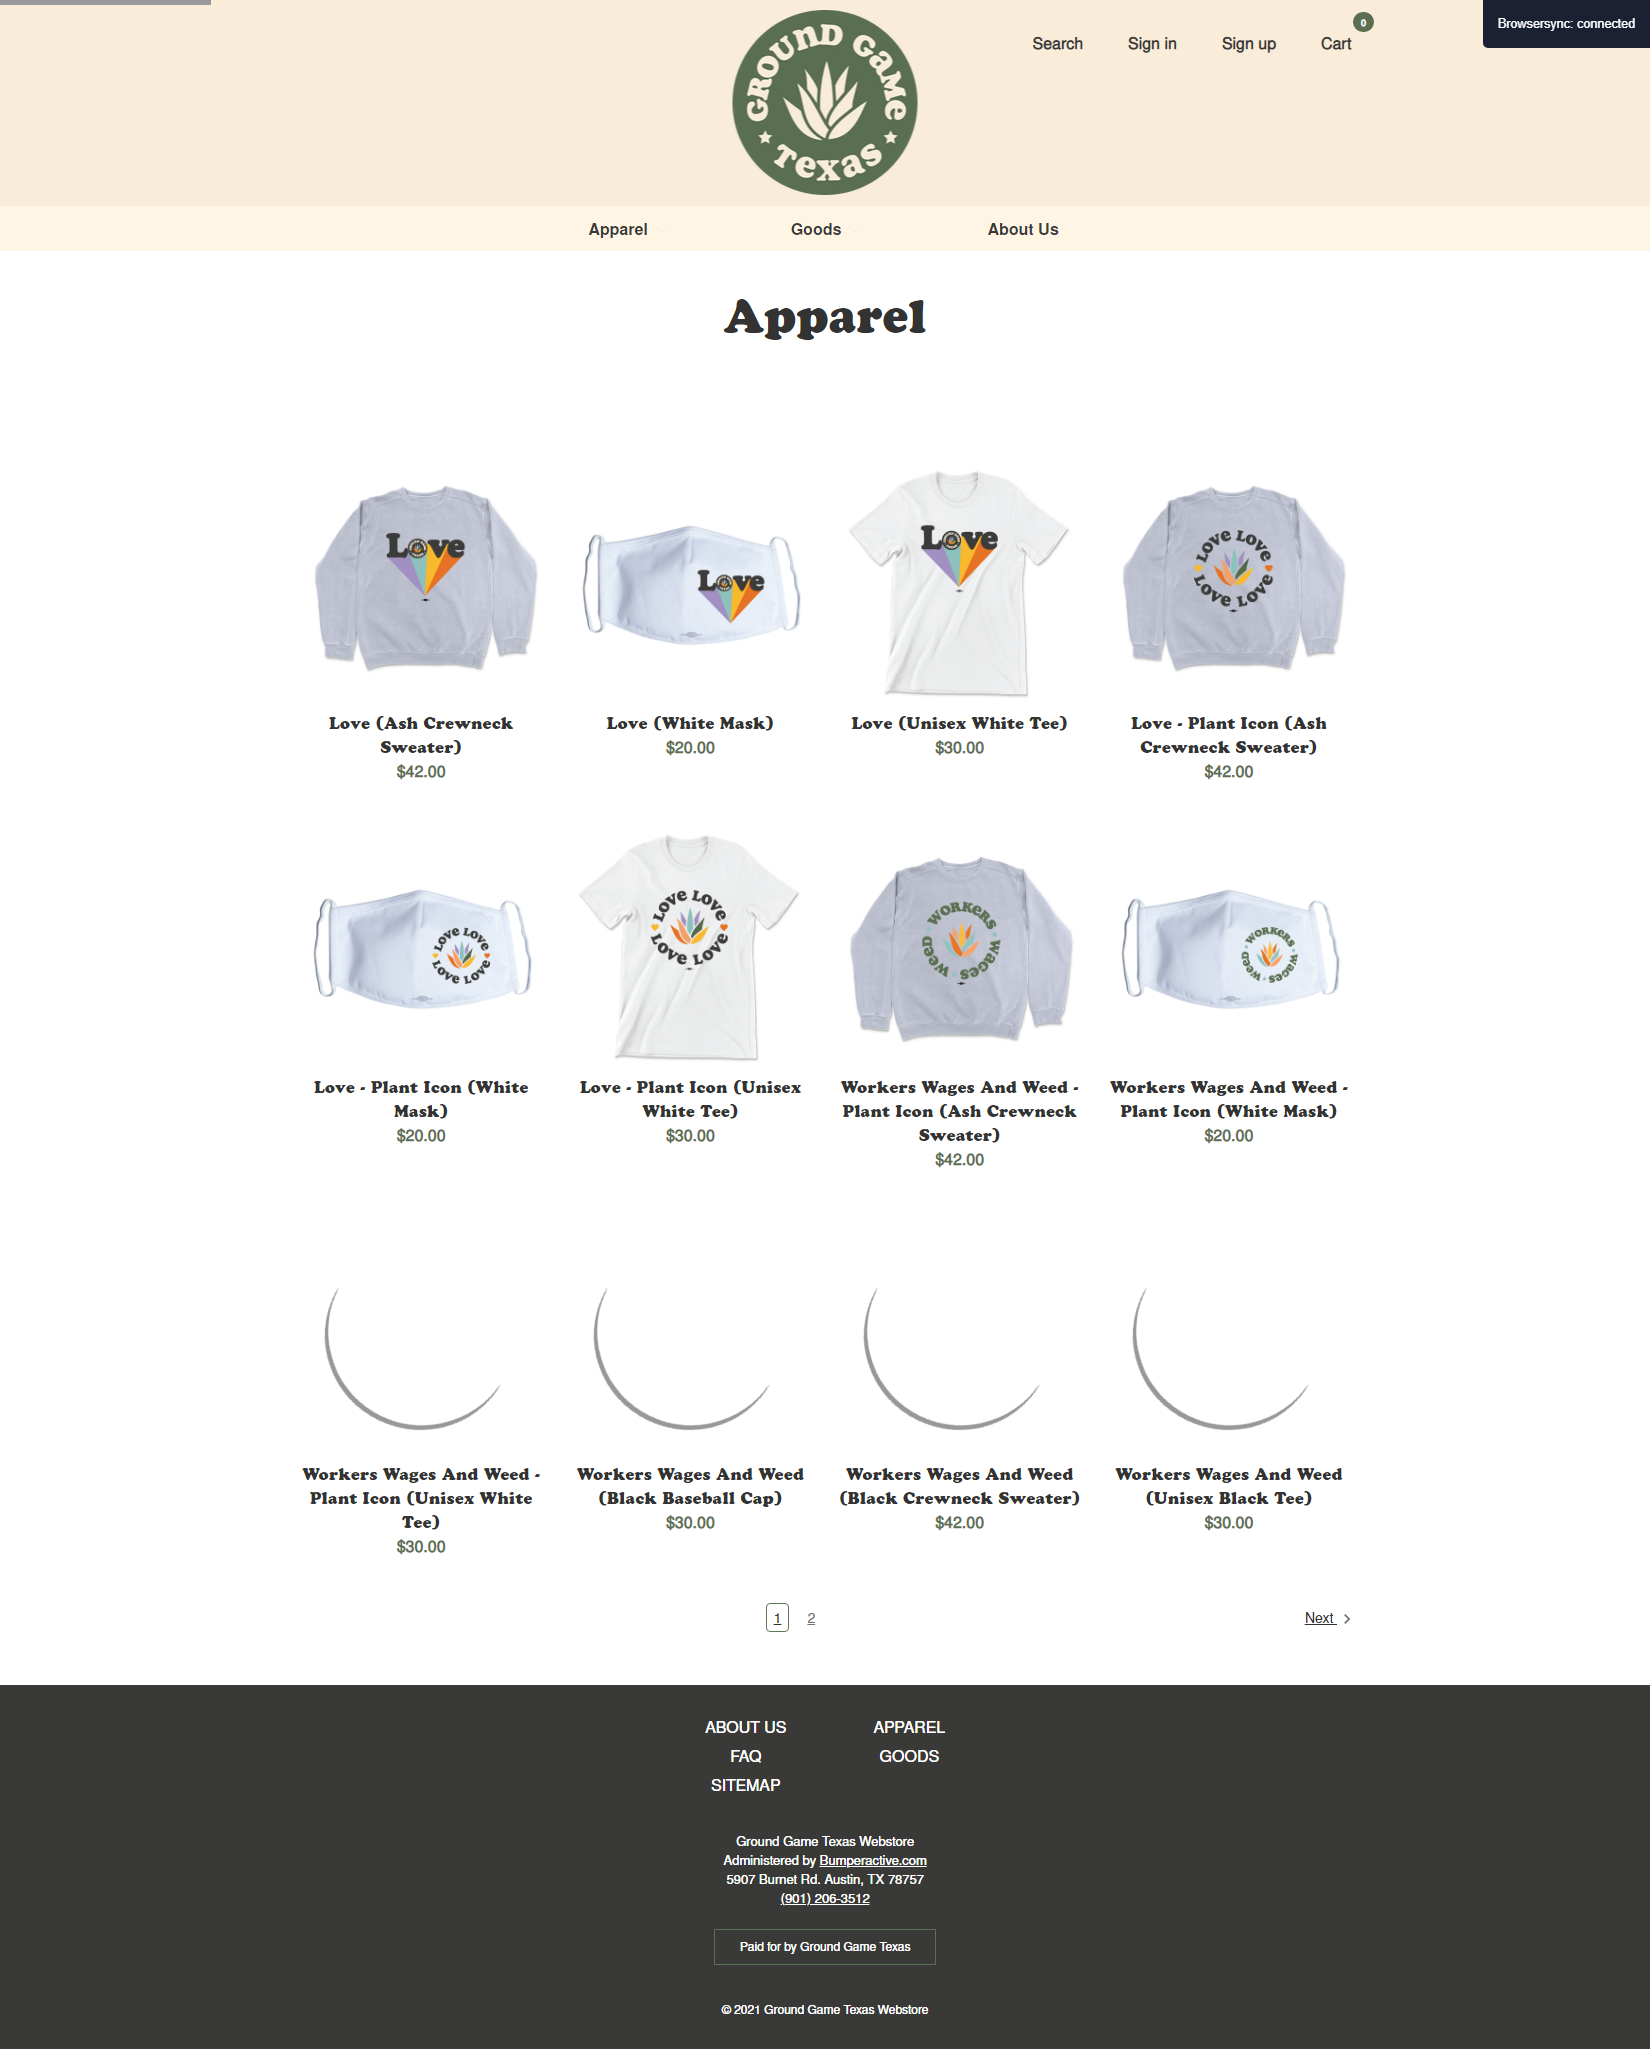 Browsersync: connected
GROUND GAME
TEXAS
Search
Sign in
Sign up
Cart
0
Apparel
Goods
About Us
Apparel
Love
Love
Love
Love Love
Love Love
Love (Ash Crewneck
Sweater)
$42.00
Love (White Mask)
$20.00
Love (Unisex White Tee)
$30.00
Love - Plant Icon (Ash
Crewneck Sweater)
$42.00
Love Love
Love Love
Love Love
Love Love
WORKERS
WAGES
WEED
WORKERS
WAGES
WEED
Love - Plant Icon (White
Mask)
$20.00
Love - Plant Icon (Unisex
White Tee)
$30.00
Workers Wages And Weed -
Plant Icon (Ash Crewneck
Sweater)
$42.00
Workers Wages And Weed -
Plant Icon (White Mask)
$20.00
Workers Wages And Weed -
Plant Icon (Unisex White
Tee)
$30.00
Workers Wages And Weed
(Black Baseball Cap)
$30.00
Workers Wages And Weed
(Black Crewneck Sweater)
$42.00
Workers Wages And Weed
(Unisex Black Tee)
$30.00
1
2
Next
ABOUT US
FAQ
SITEMAP
APPAREL
GOODS
Ground Game Texas Webstore
Administered by Bumperactive.com
5907 Burnet Rd. Austin, TX 78757
(901) 206-3512
Paid for by Ground Game Texas
© 2021 Ground Game Texas Webstore